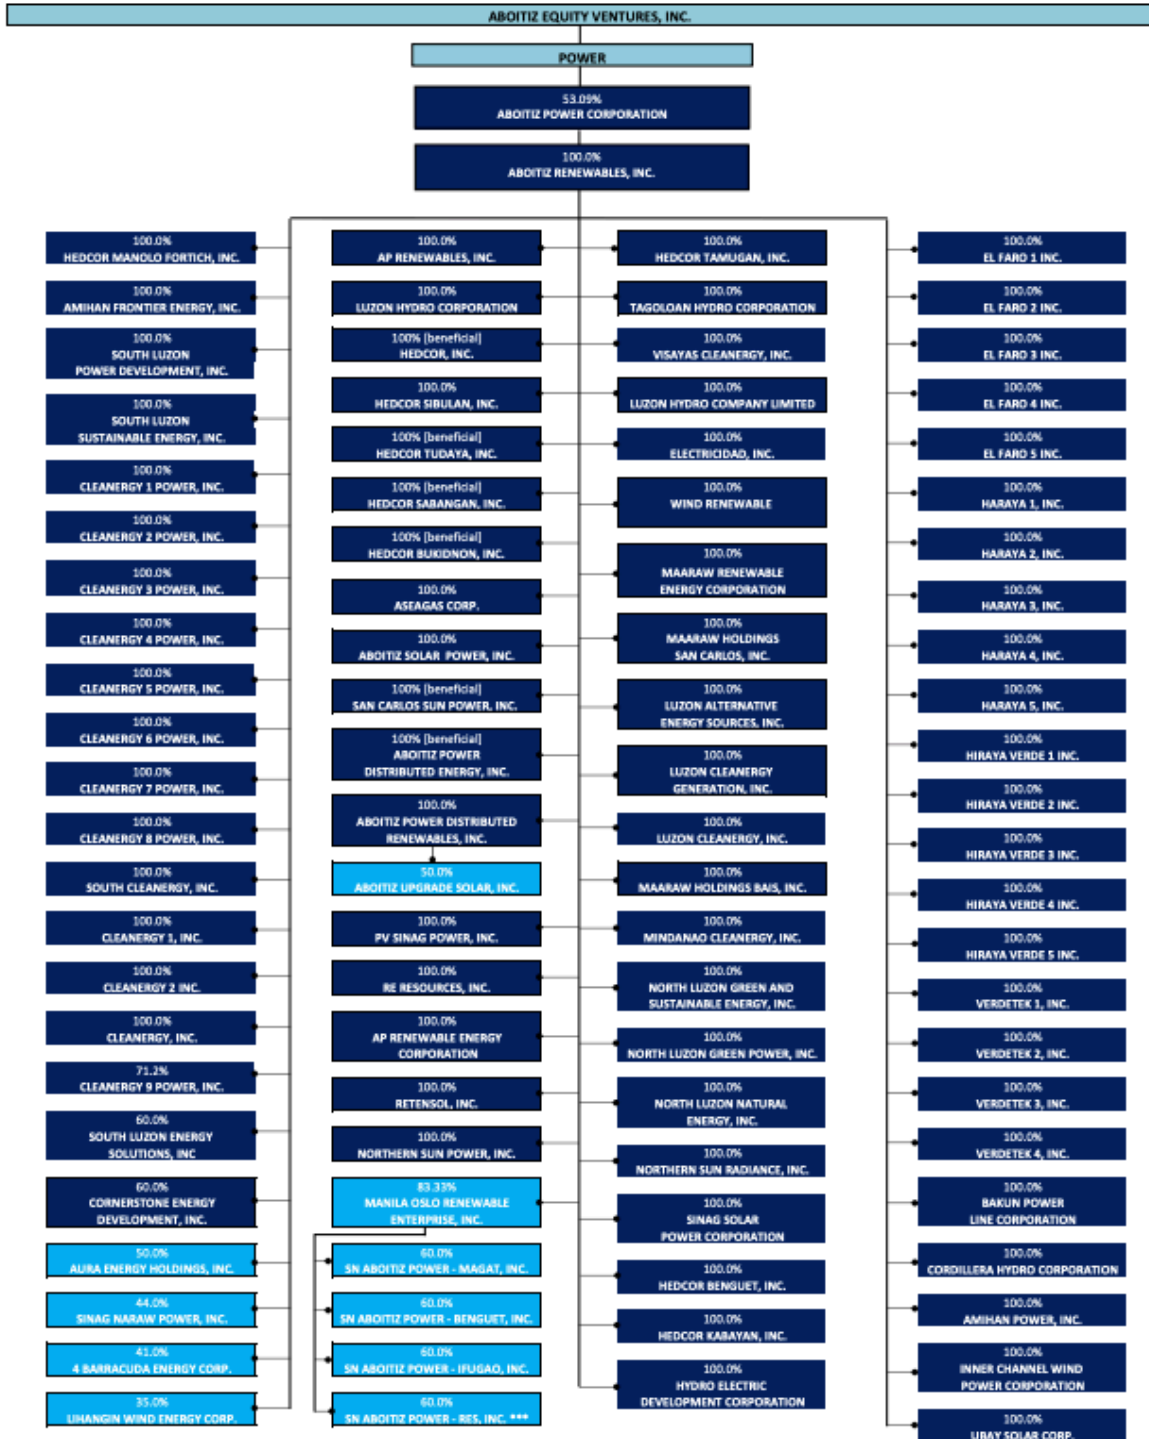 ABOITIZ EQUITY VENTURES, INC.
POWER
53.09%
ABOITIZ POWER CORPORATION
100.0%
ABOITIZ RENEWABLES, INC.
100.0%
HEDCOR MANOLO FORTICH, INC.
100.0%
AMIHAN FRONTIER ENERGY, INC.
100.0%
SOUTH LUZON
POWER DEVELOPMENT, INC.
100.0%
SOUTH LUZON
SUSTAINABLE ENERGY, INC.
100.0%
CLEANERGY 1 POWER, INC.
100.0%
CLEANERGY 2 POWER, INC.
100.0%
CLEANERGY 3 POWER, INC.
100.0%
CLEANERGY 4 POWER, INC.
100.0%
CLEANERGY 5 POWER, INC.
100.0%
CLEANERGY 6 POWER, INC.
100.0%
CLEANERGY 7 POWER, INC.
100.0%
CLEANERGY 8 POWER, INC.
100.0%
SOUTH CLEANERGY, INC.
100.0%
CLEANERGY 1, INC.
100.0%
CLEANERGY 2 INC.
100.0%
CLEANERGY, INC.
71.2%
CLEANERGY 9 POWER, INC.
60.0%
SOUTH LUZON ENERGY
SOLUTIONS, INC
60.0%
CORNERSTONE ENERGY
DEVELOPMENT, INC.
50.0%
AURA ENERGY HOLDINGS, INC.
44.0%
SINAG NARAW POWER, INC.
41.0%
4 BARRACUDA ENERGY CORP.
35.0%
LIHANGIN WIND ENERGY CORP.
100.0%
AP RENEWABLES, INC.
100.0%
LUZON HYDRO CORPORATION
100% [beneficial]
HEDCOR, INC.
100.0%
HEDCOR SIBULAN, INC.
100% [beneficial]
HEDCOR TUDAYA, INC.
100% [beneficial]
HEDCOR SABANGAN, INC.
100% [beneficial]
HEDCOR BUKIDNON, INC.
100.0%
ASEAGAS CORP.
100.0%
ABOITIZ SOLAR POWER, INC.
100% [beneficial]
SAN CARLOS SUN POWER, INC.
100% [beneficial]
ABOITIZ POWER
DISTRIBUTED ENERGY, INC.
100.0%
ABOITIZ POWER DISTRIBUTED
RENEWABLES, INC.
50.0%
ABOITIZ UPGRADE SOLAR, INC.
100.0%
PV SINAG POWER, INC.
100.0%
RE RESOURCES, INC.
100.0%
AP RENEWABLE ENERGY
CORPORATION
100.0%
RETENSOL, INC.
100.0%
NORTHERN SUN POWER, INC.
83.33%
MANILA OSLO RENEWABLE
ENTERPRISE, INC.
60.0%
SN ABOITIZ POWER - MAGAT, INC.
60.0%
SN ABOITIZ POWER - BENGUET, INC.
60.0%
SN ABOITIZ POWER - IFUGAO, INC.
60.0%
SN ABOITIZ POWER - RES, INC. ***
100.0%
HEDCOR TAMUGAN, INC.
100.0%
TAGOLOAN HYDRO CORPORATION
100.0%
VISAYAS CLEANERGY, INC.
100.0%
LUZON HYDRO COMPANY LIMITED
100.0%
ELECTRICIDAD, INC.
100.0%
WIND RENEWABLE
100.0%
MAARAW RENEWABLE
ENERGY CORPORATION
100.0%
MAARAW HOLDINGS
SAN CARLOS, INC.
100.0%
LUZON ALTERNATIVE
ENERGY SOURCES, INC.
100.0%
LUZON CLEANERGY
GENERATION, INC.
100.0%
LUZON CLEANERGY, INC.
100.0%
MAARAW HOLDINGS BAIS, INC.
100.0%
MINDANAO CLEANERGY, INC.
100.0%
NORTH LUZON GREEN AND
SUSTAINABLE ENERGY, INC.
100.0%
NORTH LUZON GREEN POWER, INC.
100.0%
NORTH LUZON NATURAL
ENERGY, INC.
100.0%
NORTHERN SUN RADIANCE, INC.
100.0%
SINAG SOLAR
POWER CORPORATION
100.0%
HEDCOR BENGUET, INC.
100.0%
HEDCOR KABAYAN, INC.
100.0%
HYDRO ELECTRIC
DEVELOPMENT CORPORATION
100.0%
EL FARO 1 INC.
100.0%
EL FARO 2 INC.
100.0%
EL FARO 3 INC.
100.0%
EL FARO 4 INC.
100.0%
EL FARO 5 INC.
100.0%
HARAYA 1, INC.
100.0%
HARAYA 2, INC.
100.0%
HARAYA 3, INC.
100.0%
HARAYA 4, INC.
100.0%
HARAYA 5, INC.
100.0%
HIRAYA VERDE 1 INC.
100.0%
HIRAYA VERDE 2 INC.
100.0%
HIRAYA VERDE 3 INC.
100.0%
HIRAYA VERDE 4 INC.
100.0%
HIRAYA VERDE 5 INC.
100.0%
VERDETEK 1, INC.
100.0%
VERDETEK 2, INC.
100.0%
VERDETEK 3, INC.
100.0%
VERDETEK 4, INC.
100.0%
BAKUN POWER
LINE CORPORATION
100.0%
CORDILLERA HYDRO CORPORATION
100.0%
AMIHAN POWER, INC.
100.0%
INNER CHANNEL WIND
POWER CORPORATION
100.0%
UBAY SOLAR CORP.